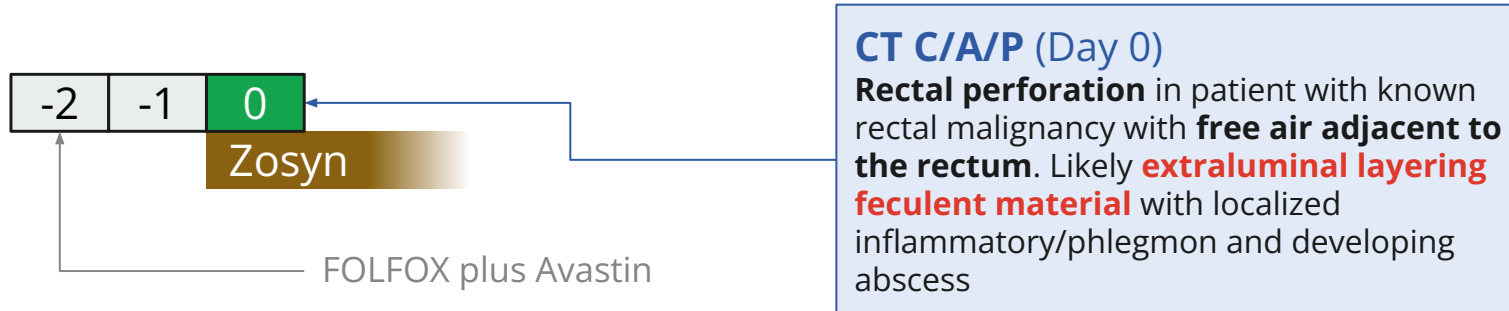 -2 -1 0
Zosyn
FOLFOX plus Avastin
CT C/A/P (Day 0)
Rectal perforation in patient with known
rectal malignancy with free air adjacent to
the rectum. Likely extraluminal layering
feculent material with localized
inflammatory/phlegmon and developing
abscess